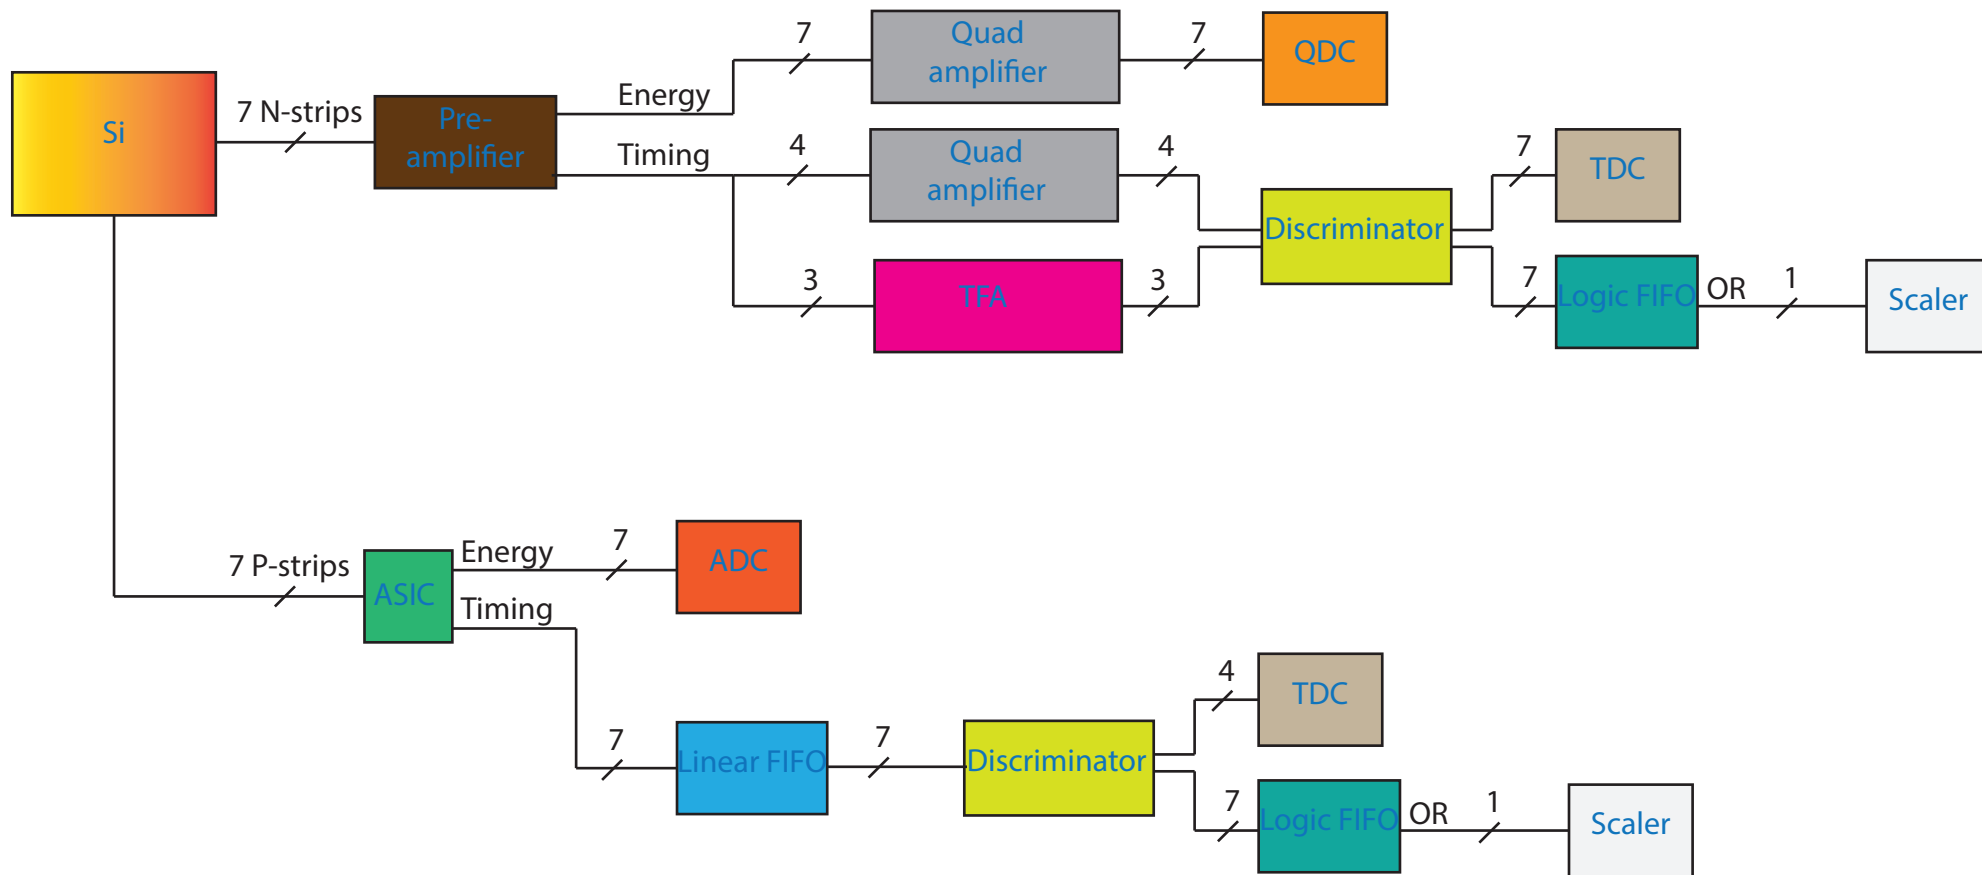 7
Quad
amplifier
7
QDC
Si
7 N-strips
Pre-
amplifier
Energy
Timing
4
Quad
amplifier
4
7
TDC
Discriminator
3
TFA
3
7
Logic FIFO
OR
1
Scaler
7 P-strips
ASIC
Energy
7
ADC
Timing
7
Linear FIFO
7
Discriminator
4
TDC
7
Logic FIFO
OR
1
Scaler